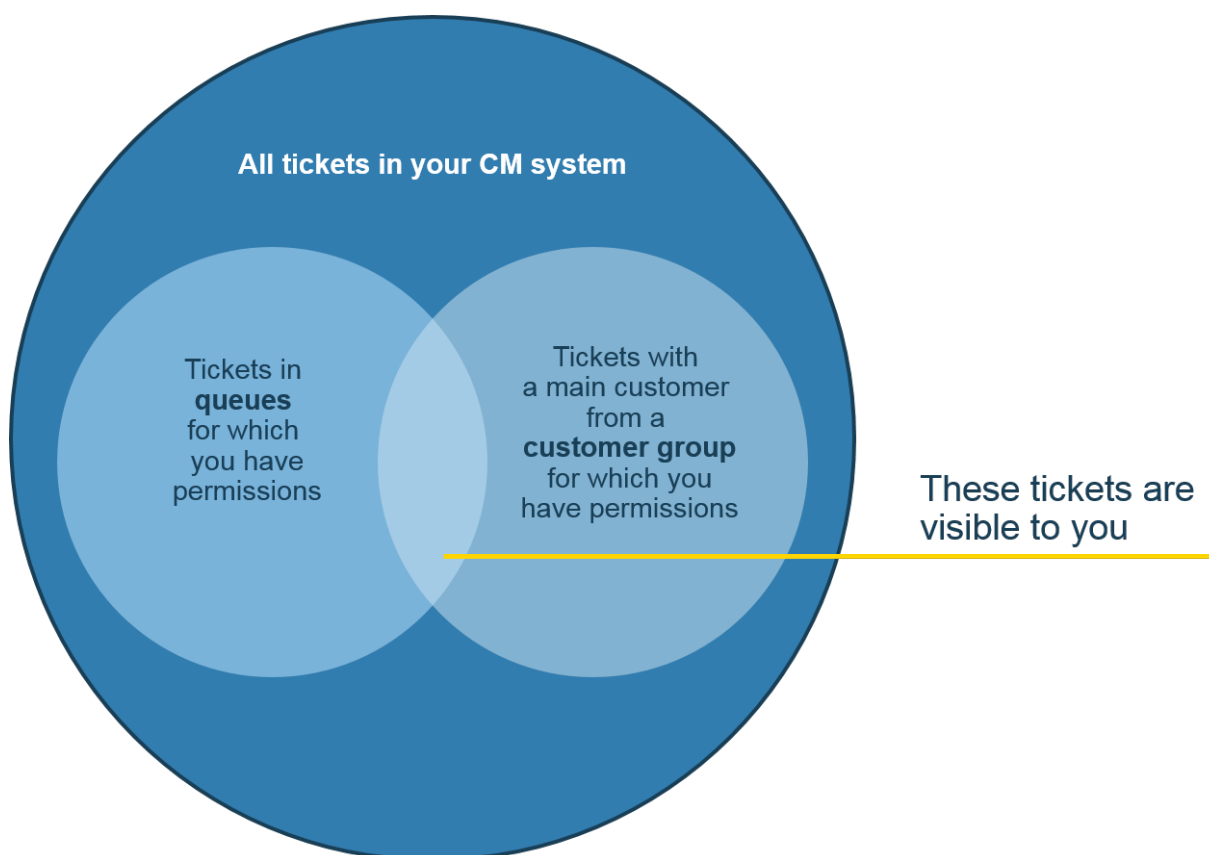 All tickets in your CM system
Tickets in
queues
for which
you have
permissions
Tickets with
a main customer
from a
customer group
for which you
have permissions
These tickets are
visible to you